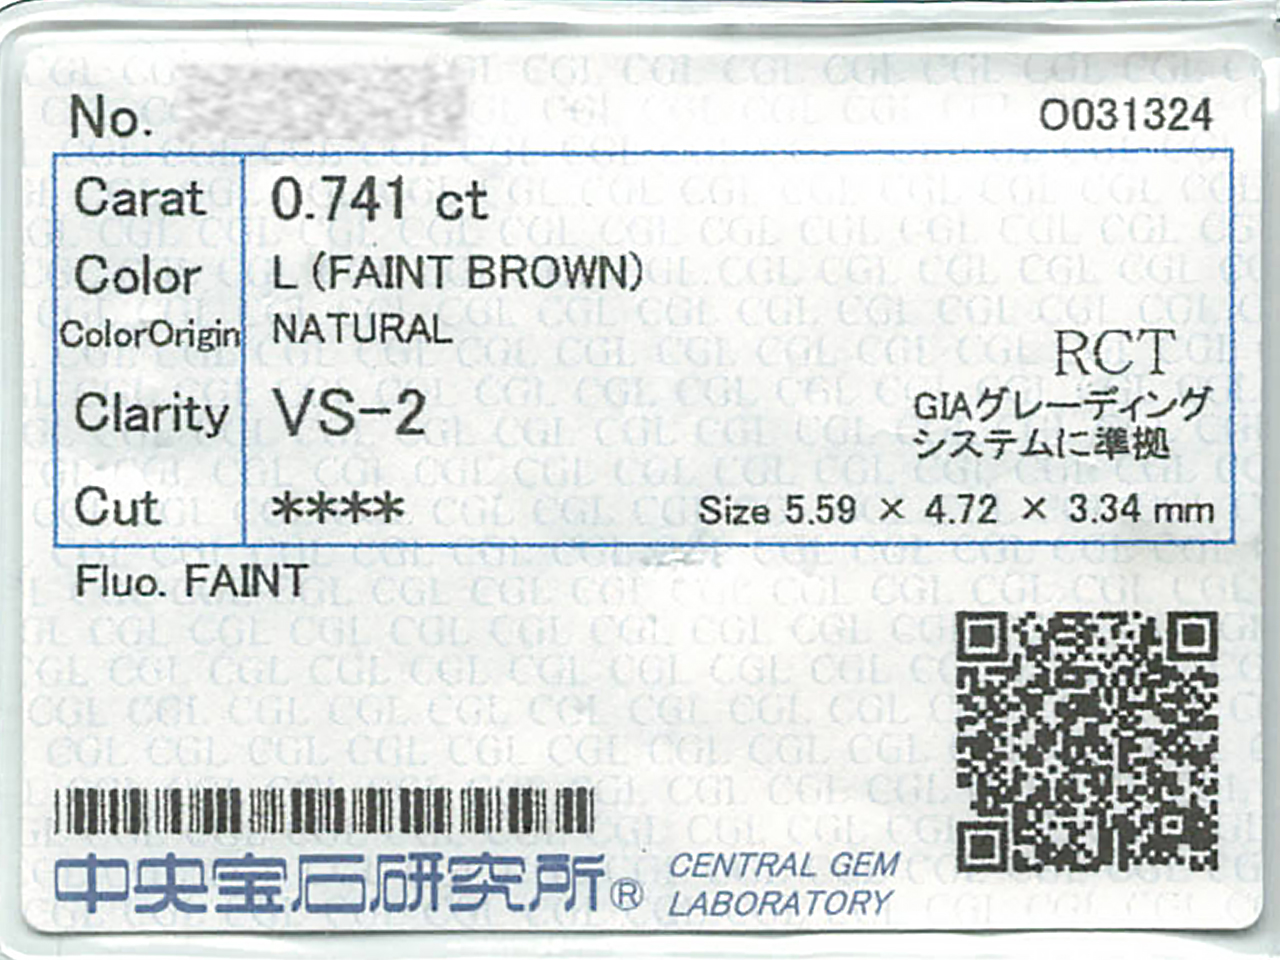 No.
O031324
Carat 0.741 ct
Color L (FAINT BROWN)
ColorOrigin NATURAL
RCT
Clarity VS-2
GIAグレーディング
システムに準拠
Cut **** Size 5.59 × 4.72 × 3.34 mm
Fluo. FAINT
中央宝石研究所®
CENTRAL GEM
LABORATORY